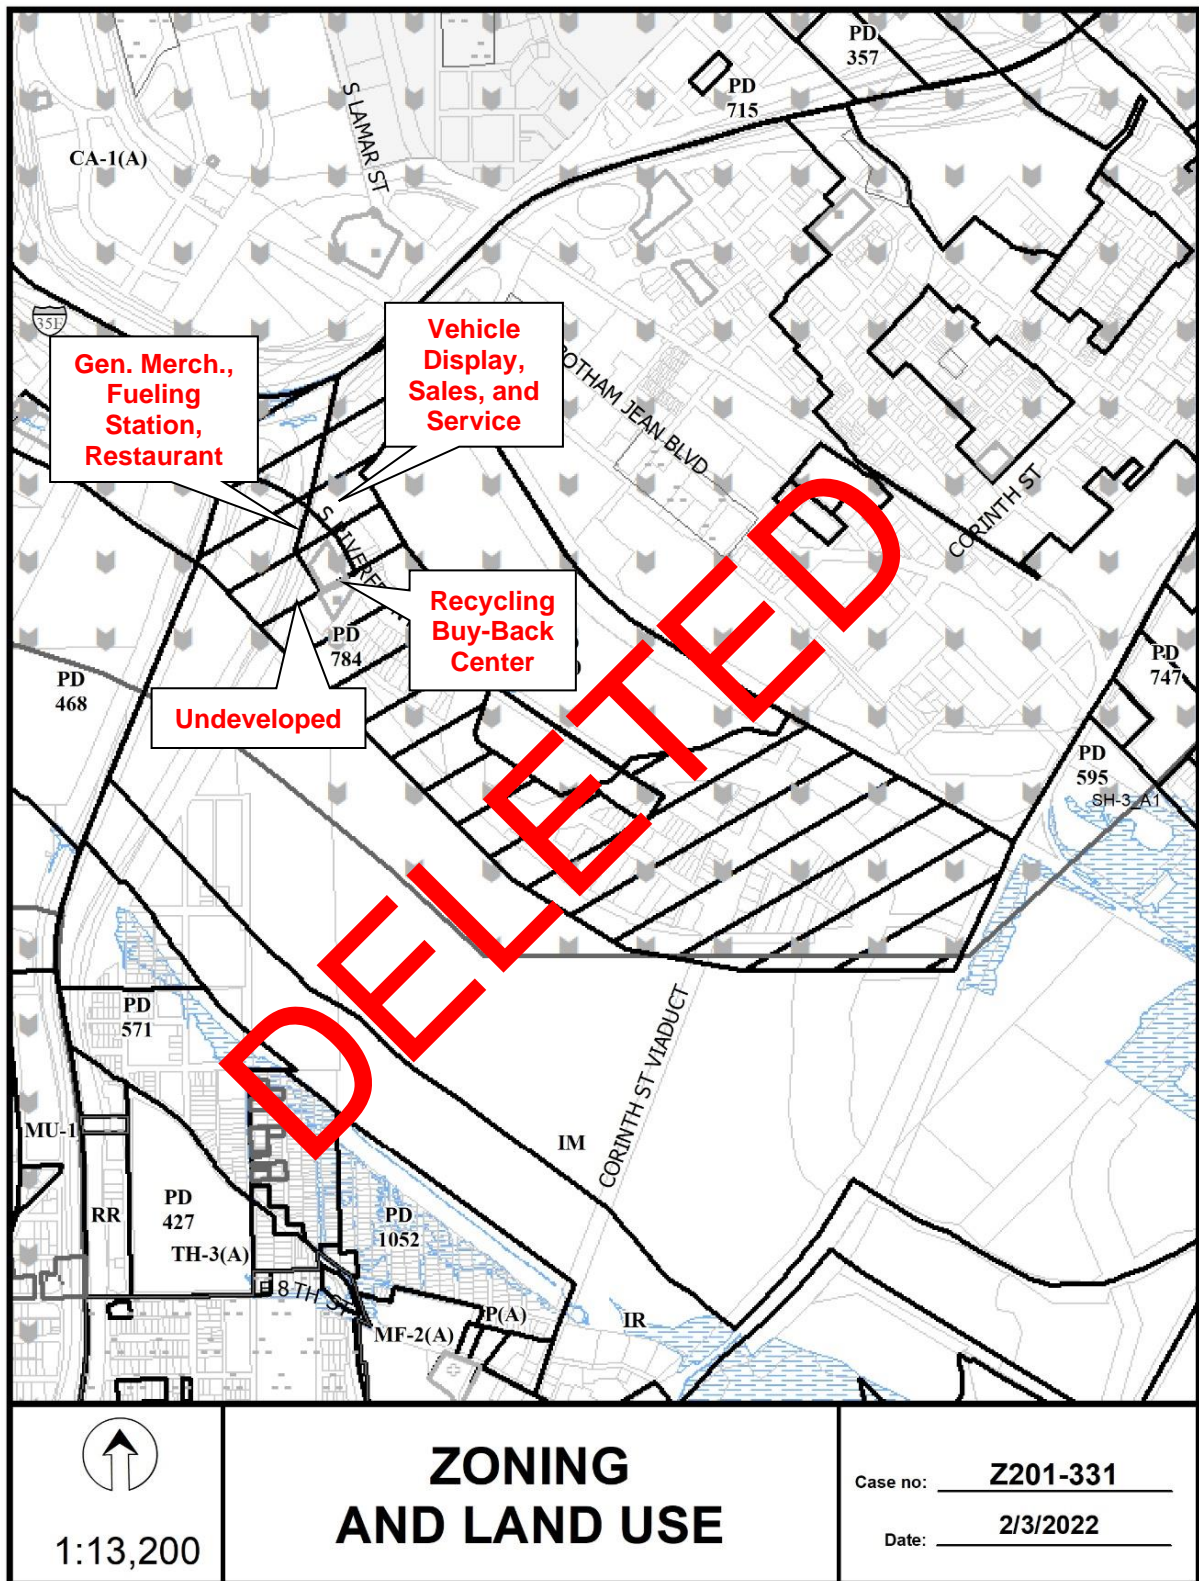 PD
357
PD
715
S LAMAR ST
CA-1(A)
35E
Gen. Merch.,
Fueling
Station,
Restaurant
Vehicle
Display,
Sales, and
Service
BOTHAM JEAN BLVD
CORINTH ST
Recycling
Buy-Back
Center
PD
784
PD
468
Undeveloped
PD
747
PD
595
SH-3_A1
DELETED
PD
571
CORINTH ST VIADUCT
MU-1
IM
RR
PD
427
TH-3(A)
PD
1052
E 8TH ST
P(A)
MF-2(A)
IR
1:13,200
ZONING
AND LAND USE
Case no: Z201-331
Date: 2/3/2022